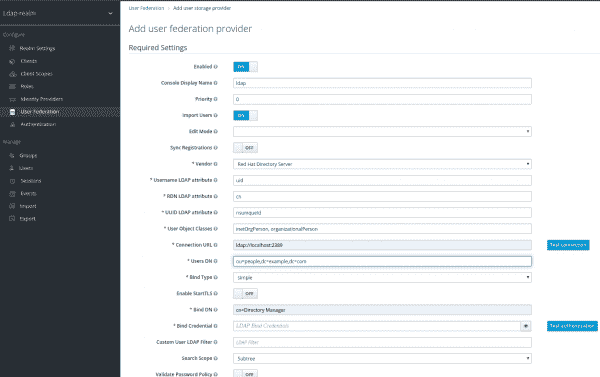 Ldap-realm
User Federation > Add user storage provider
Add user federation provider
Required Settings
Configure
Realm Settings
Clients
Client Scopes
Roles
Identity Providers
User Federation
Authentication
Manage
Groups
Users
Sessions
Events
Import
Export
Enabled ON
Console Display Name ldap
Priority 0
Import Users ON
Edit Mode
Sync Registrations OFF
* Vendor Red Hat Directory Server
* Username LDAP attribute uid
* RDN LDAP attribute cn
* UUID LDAP attribute nsuniqueid
* User Object Classes inetOrgPerson, organizationalPerson
* Connection URL ldap://localhost:2389 Test connection
* Users DN ou=people,dc=example,dc=com
* Bind Type simple
Enable StartTLS OFF
* Bind DN cn=Directory Manager
* Bind Credential LDAP Bind Credentials Test authentication
Custom User LDAP Filter LDAP Filter
Search Scope Subtree
Validate Password Policy OFF